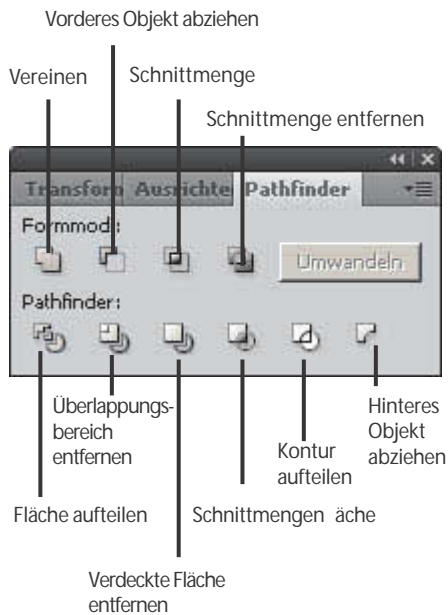 Vorderes Objekt abziehen
Vereinen
Schnittmenge
Schnittmenge entfernen
Transforn Ausrichte Pathfinder
Formmodi:
Umwandeln
Pathfinder:
Überlappungs-
bereich
entfernen
Hinteres
Objekt
abziehen
Kontur
aufteilen
Fläche aufteilen
Schnittmengen äche
Verdeckte Fläche
entfernen